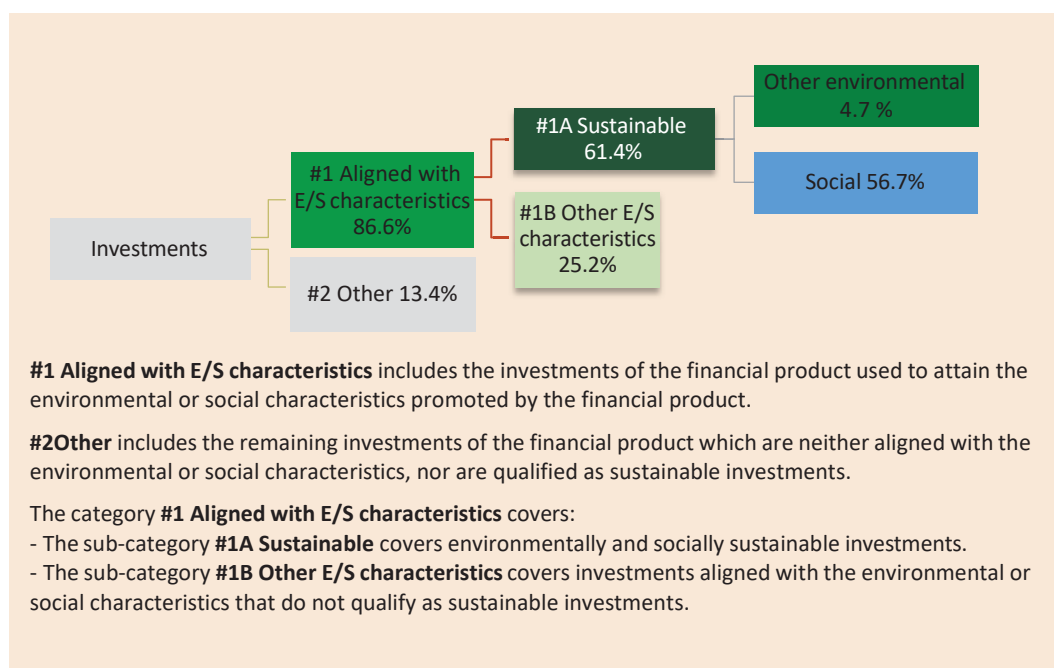 Other environmental
4.7 %
#1A Sustainable
61.4%
#1 Aligned with
E/S characteristics
86.6%
Social 56.7%
#1B Other E/S
characteristics
25.2%
Investments
#2 Other 13.4%
#1 Aligned with E/S characteristics includes the investments of the financial product used to attain the
environmental or social characteristics promoted by the financial product.
#2Other includes the remaining investments of the financial product which are neither aligned with the
environmental or social characteristics, nor are qualified as sustainable investments.
The category #1 Aligned with E/S characteristics covers:
- The sub-category #1A Sustainable covers environmentally and socially sustainable investments.
- The sub-category #1B Other E/S characteristics covers investments aligned with the environmental or
social characteristics that do not qualify as sustainable investments.